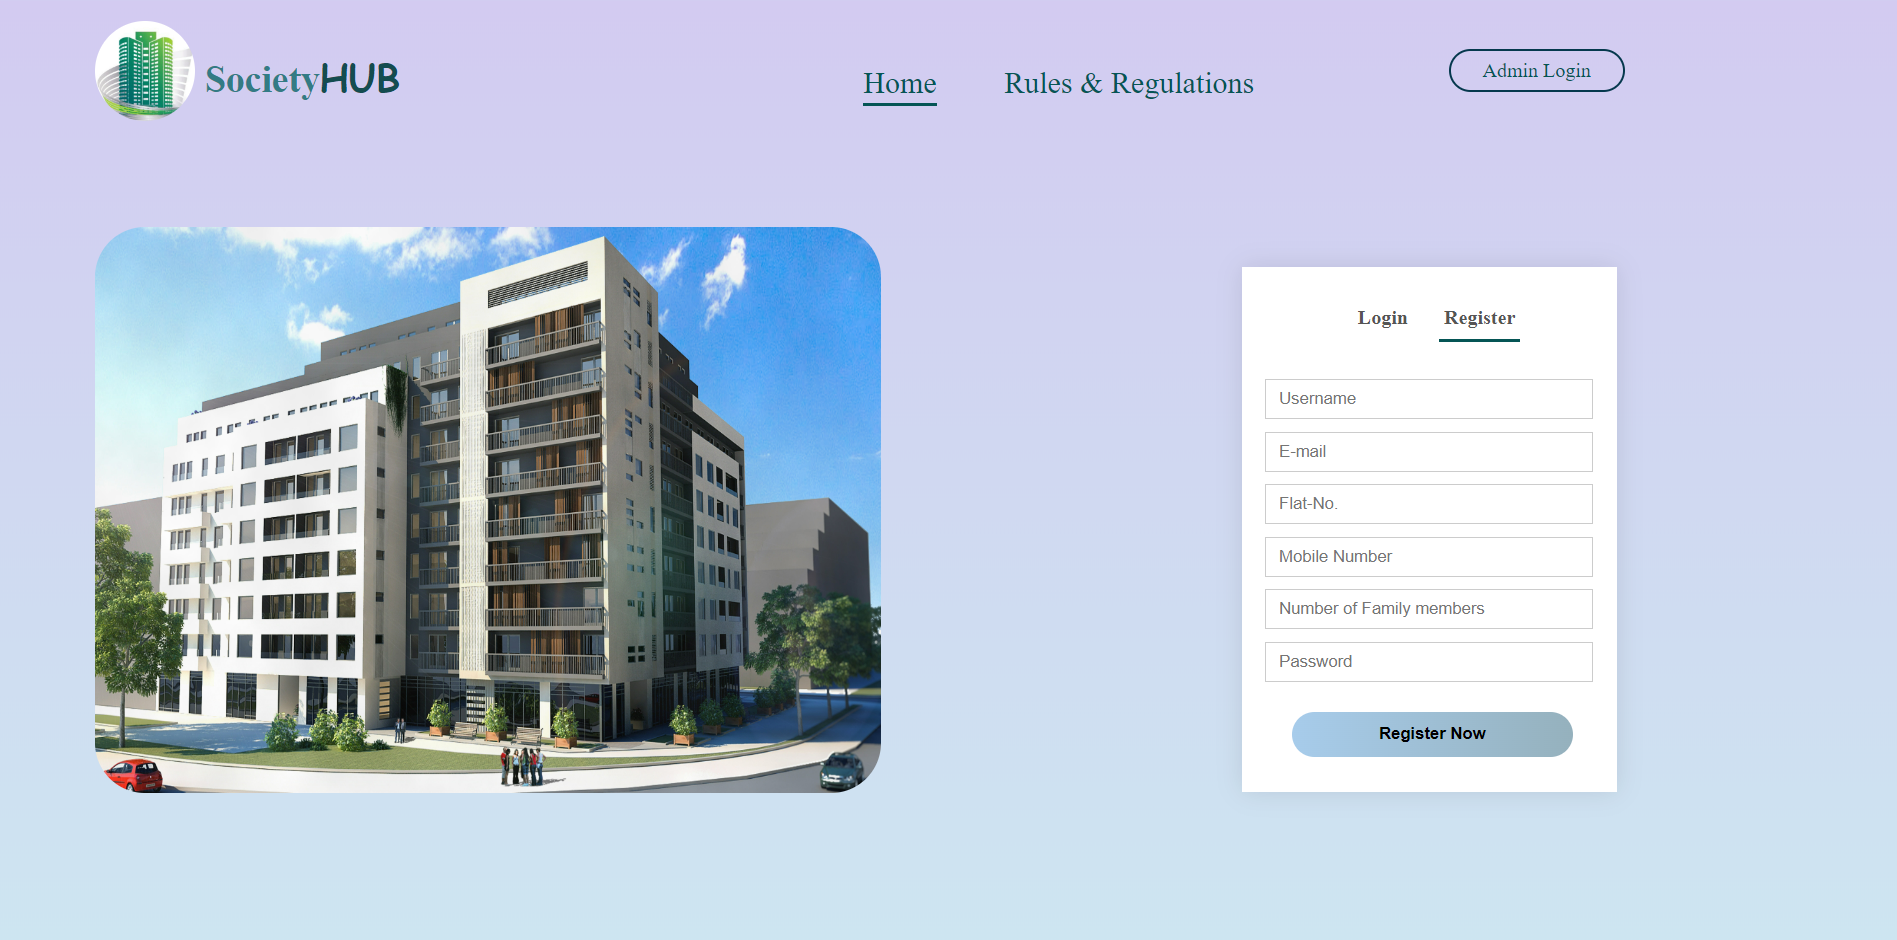 SocietyHUB
Home
Rules & Regulations
Admin Login
Login
Register
Username
E-mail
Flat-No.
Mobile Number
Number of Family members
Password
Register Now